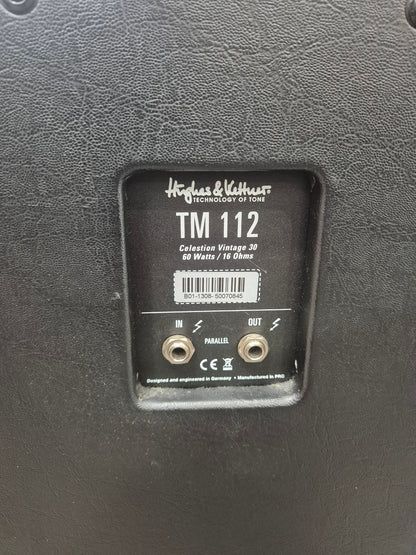 Hughes & Kettner®
TECHNOLOGY OF TONE
TM 112
Celestion Vintage 30
60 Watts / 16 Ohms
B01-1308- 50070845
IN OUT
PARALLEL
CE
Designed and engineered in Germany • Manufactured in PRC